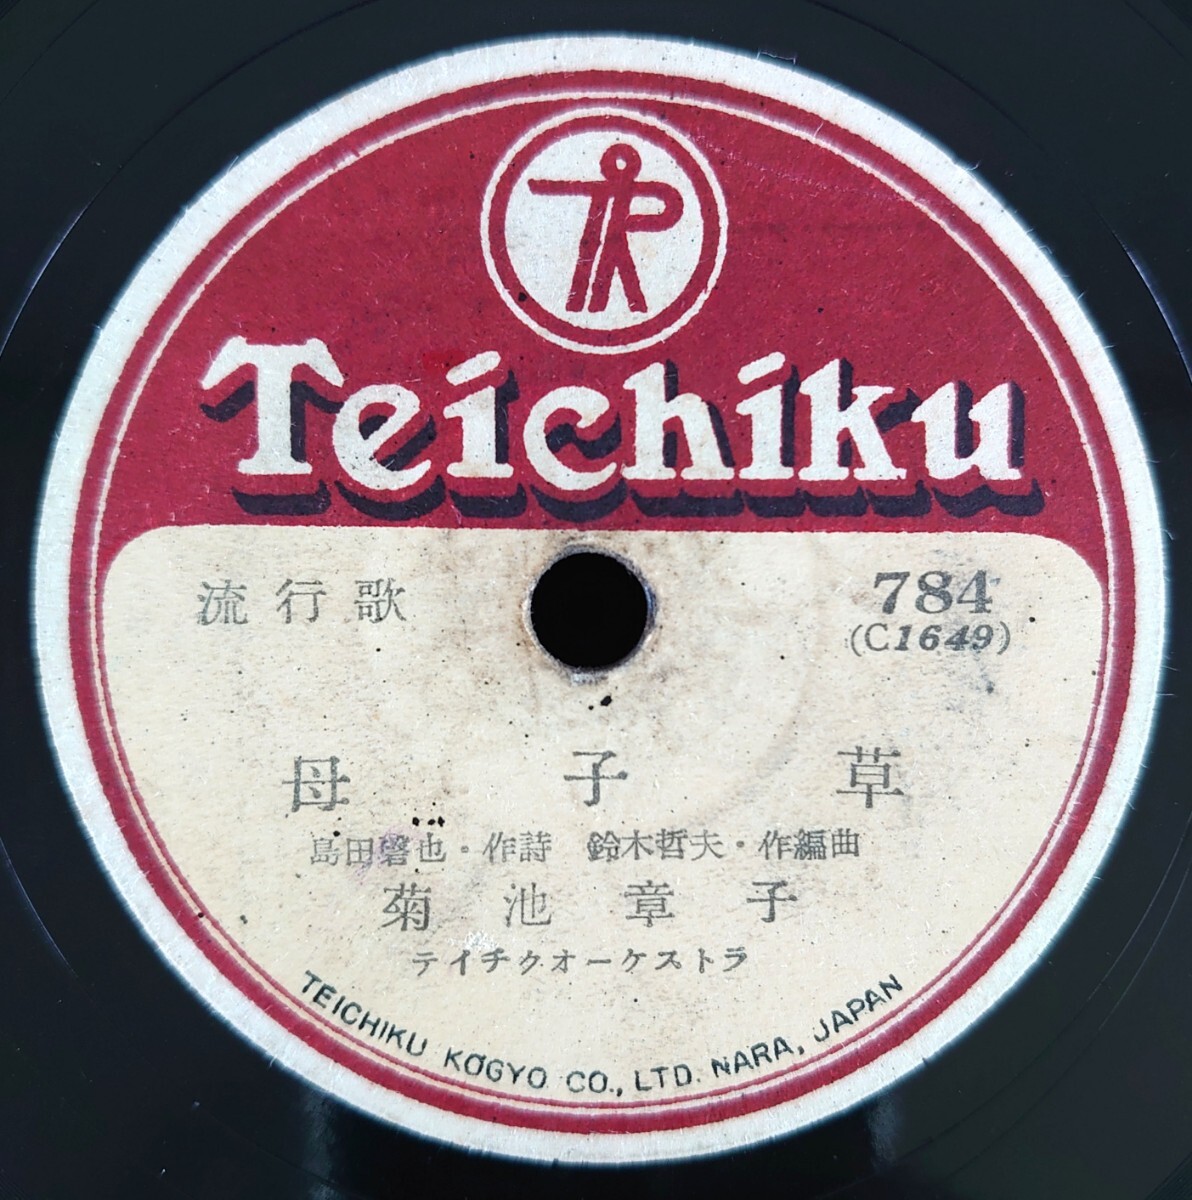 Teichiku
流行歌
784
(C1649)
母子草
島田磬也・作詩 鈴木哲夫・作編曲
菊池章子
テイチクオーケストラ
TEICHIKU KŌGYO CO., LTD. NARA, JAPAN